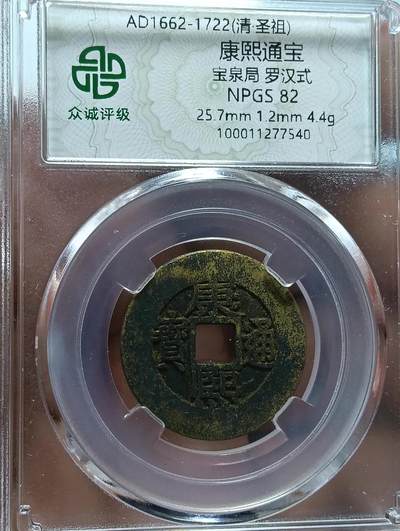 AD1662-1722(清·圣祖)
康熙通宝
宝泉局 罗汉式
NPGS 82
25.7mm 1.2mm 4.4g
100011277540
众诚评级
康熙通寶